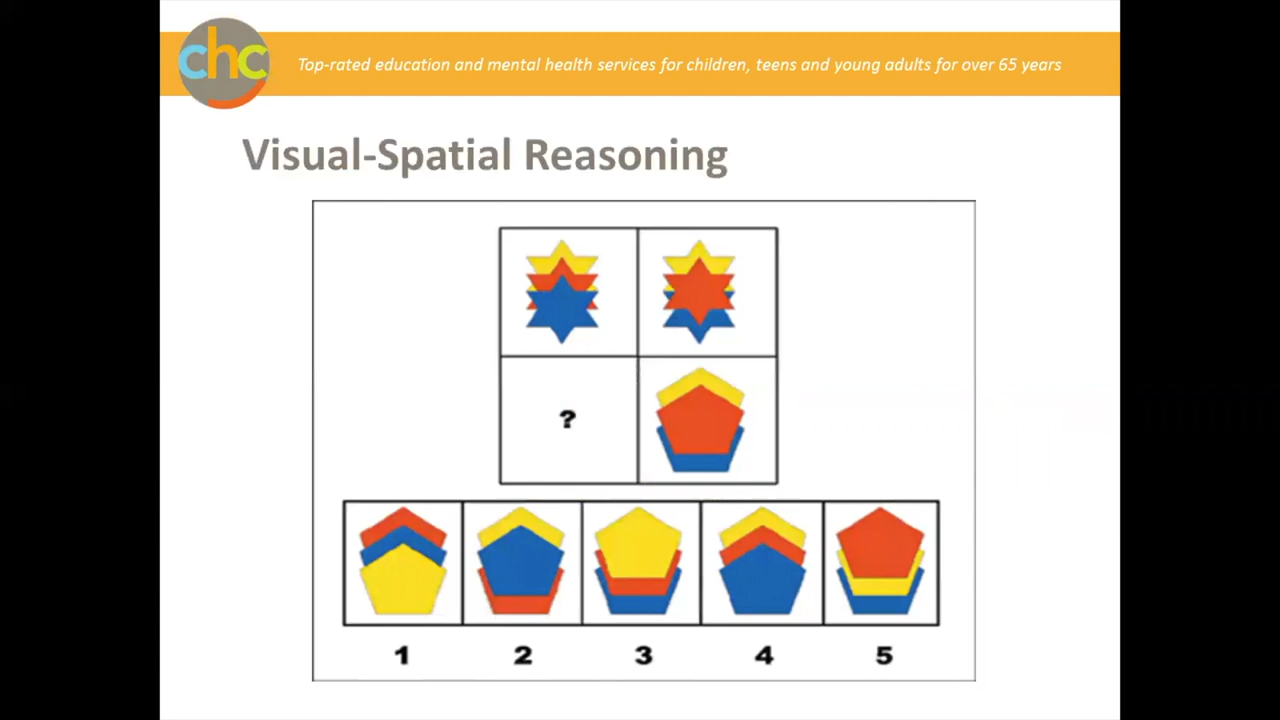 chc
Top-rated education and mental health services for children, teens and young adults for over 65 years
Visual-Spatial Reasoning
?
1 2 3 4 5